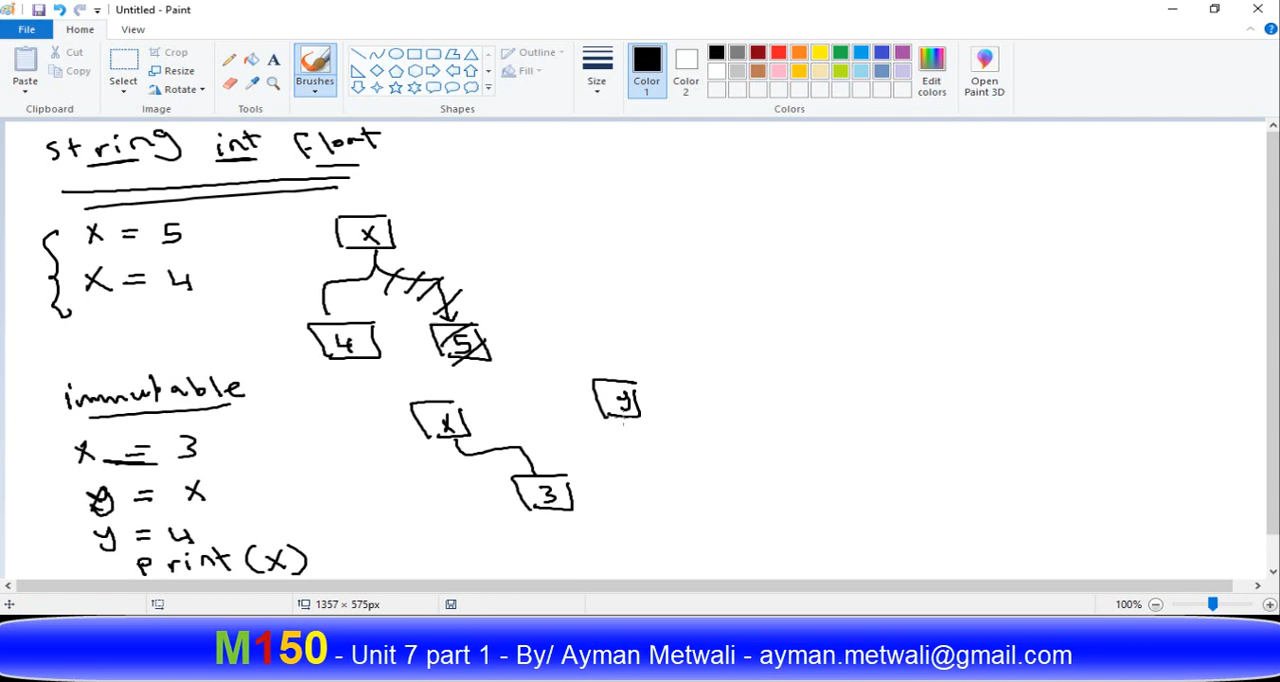 Untitled - Paint
File Home View
Paste Cut Copy
Clipboard
Select Crop Resize Rotate
Image
Tools
Brushes
Shapes
Outline Fill
Size
Color 1
Color 2
Edit colors
Colors
Open Paint 3D
string int Float
x = 5
x = 4
x
4 5
immutable
x y
x = 3
3
y = x
y = 4
print (x)
1357 × 575px
100%
M150 - Unit 7 part 1 - By/ Ayman Metwali - ayman.metwali@gmail.com